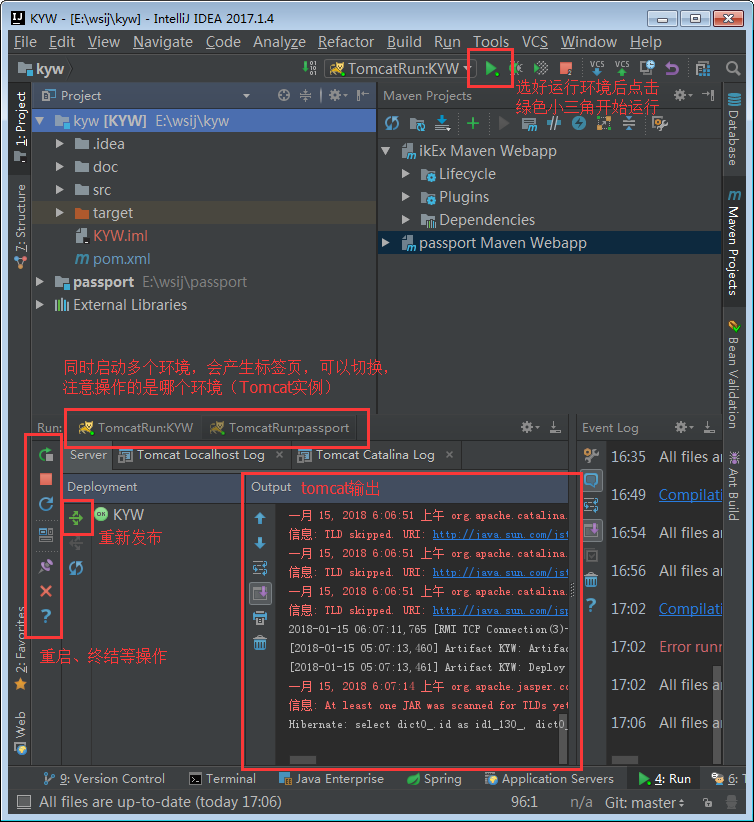 KYW - [E:\wsij\kyw] - IntelliJ IDEA 2017.1.4
File Edit View Navigate Code Analyze Refactor Build Run Tools VCS Window Help
kyw
TomcatRun:KYW
VCS VCS
选好运行环境后点击
绿色小三角开始运行
1: Project
7: Structure
2: Favorites
Web
Project
kyw [KYW] E:\wsij\kyw
.idea
doc
src
target
KYW.iml
pom.xml
passport E:\wsij\passport
External Libraries
Maven Projects
ikEx Maven Webapp
Lifecycle
Plugins
Dependencies
passport Maven Webapp
Database
Maven Projects
Bean Validation
Ant Build
同时启动多个环境，会产生标签页，可以切换，
注意操作的是哪个环境（Tomcat实例）
Run: TomcatRun:KYW TomcatRun:passport
Server Tomcat Localhost Log Tomcat Catalina Log
Deployment
OK KYW
重新发布
重启、终结等操作
Output tomcat输出
一月 15, 2018 6:06:51 上午 org.apache.catalina.
信息: TLD skipped. URI: http://java.sun.com/jst
一月 15, 2018 6:06:51 上午 org.apache.catalina.
信息: TLD skipped. URI: http://java.sun.com/jst
一月 15, 2018 6:06:51 上午 org.apache.catalina.
信息: TLD skipped. URI: http://java.sun.com/jsp
2018-01-15 06:07:11,765 [RMI TCP Connection(3)-
[2018-01-15 05:07:13,460] Artifact KYW: Artifac
[2018-01-15 05:07:13,461] Artifact KYW: Deploy
一月 15, 2018 6:07:14 上午 org.apache.jasper.co
信息: At least one JAR was scanned for TLDs yet
Hibernate: select dict0_.id as id1_130_, dict0_
Event Log
16:35 All files ar
16:49 Compilati
16:54 All files ar
16:56 All files ar
17:02 Compilati
17:02 Error runn
17:02 All files ar
17:06 All files ar
9: Version Control Terminal Java Enterprise Spring Application Servers 4: Run 6: T
All files are up-to-date (today 17:06) 96:1 n/a Git: master